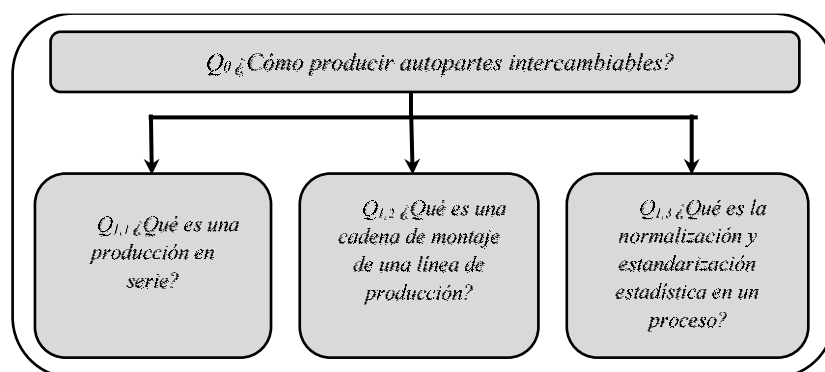 Q0 ¿Cómo producir autopartes intercambiables?
Q1,1 ¿Qué es una
producción en
serie?
Q1,2 ¿Qué es una
cadena de montaje
de una línea de
producción?
Q1,3 ¿Qué es la
normalización y
estandarización
estadística en un
proceso?